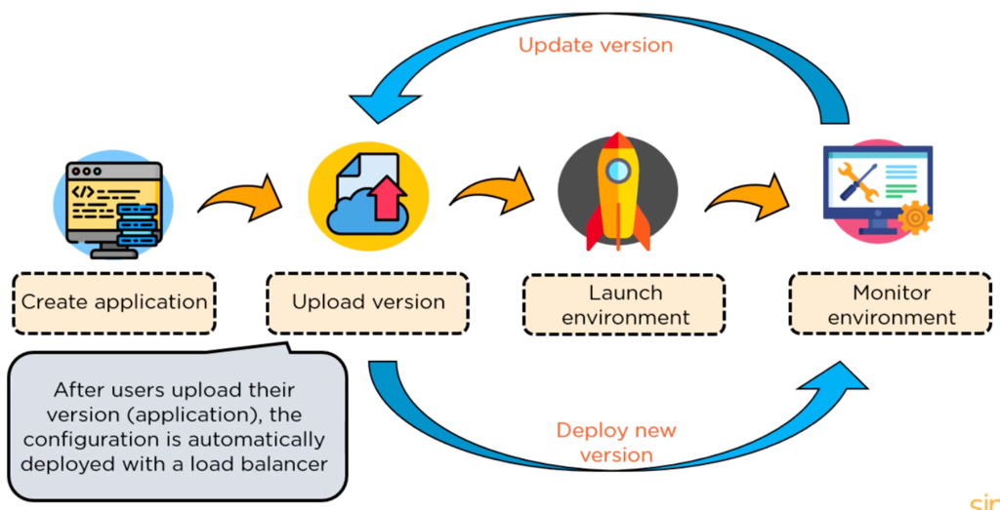 Update version
Create application
Upload version
Launch
environment
Monitor
environment
After users upload their
version (application), the
configuration is automatically
deployed with a load balancer
Deploy new
version